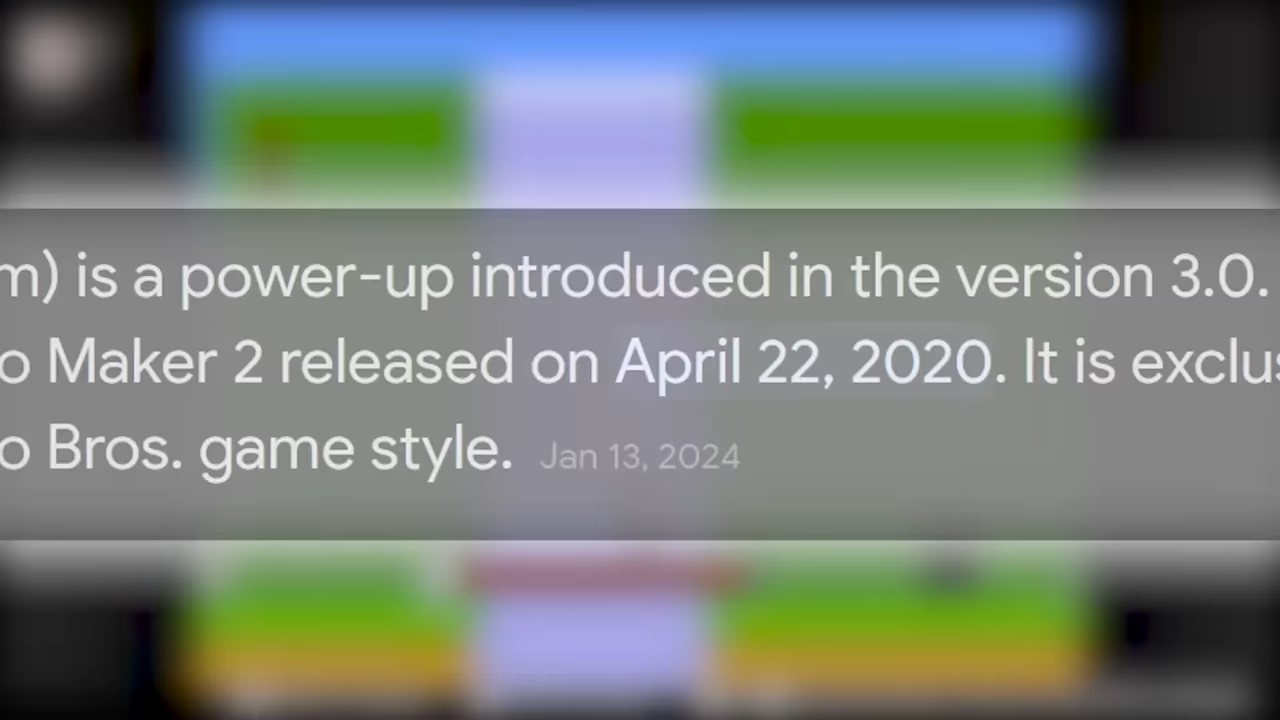 m) is a power-up introduced in the version 3.0.
o Maker 2 released on April 22, 2020. It is exclus
o Bros. game style. Jan 13, 2024